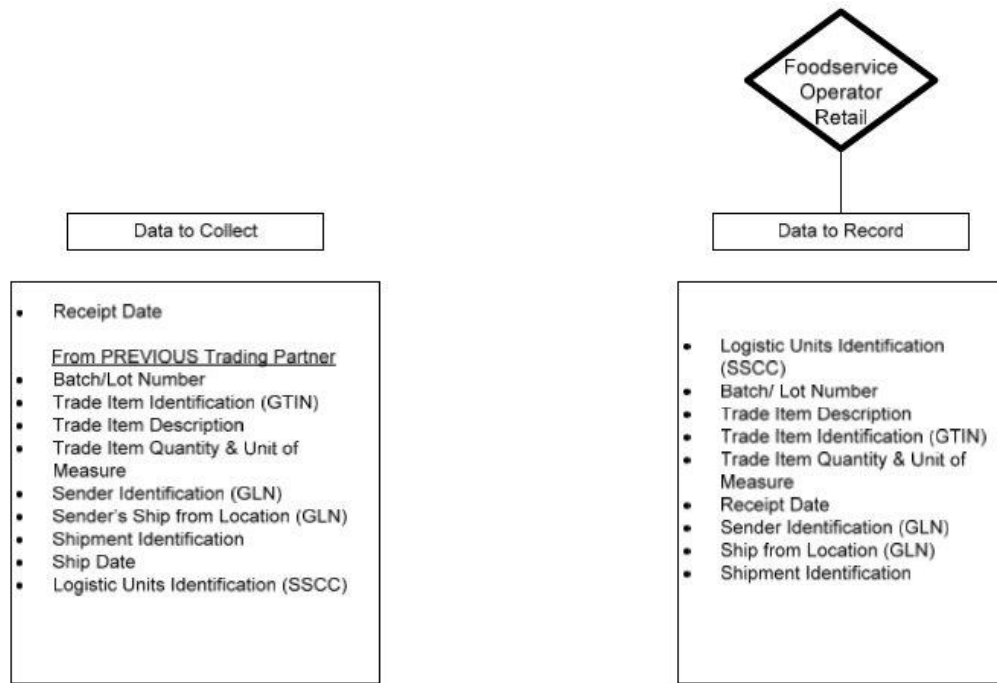 Foodservice
Operator
Retail
Data to Collect
Data to Record
• Receipt Date
From PREVIOUS Trading Partner
• Batch/Lot Number
• Trade Item Identification (GTIN)
• Trade Item Description
• Trade Item Quantity & Unit of
Measure
• Sender Identification (GLN)
• Sender's Ship from Location (GLN)
• Shipment Identification
• Ship Date
• Logistic Units Identification (SSCC)
• Logistic Units Identification
(SSCC)
• Batch/ Lot Number
• Trade Item Description
• Trade Item Identification (GTIN)
• Trade Item Quantity & Unit of
Measure
• Receipt Date
• Sender Identification (GLN)
• Ship from Location (GLN)
• Shipment Identification